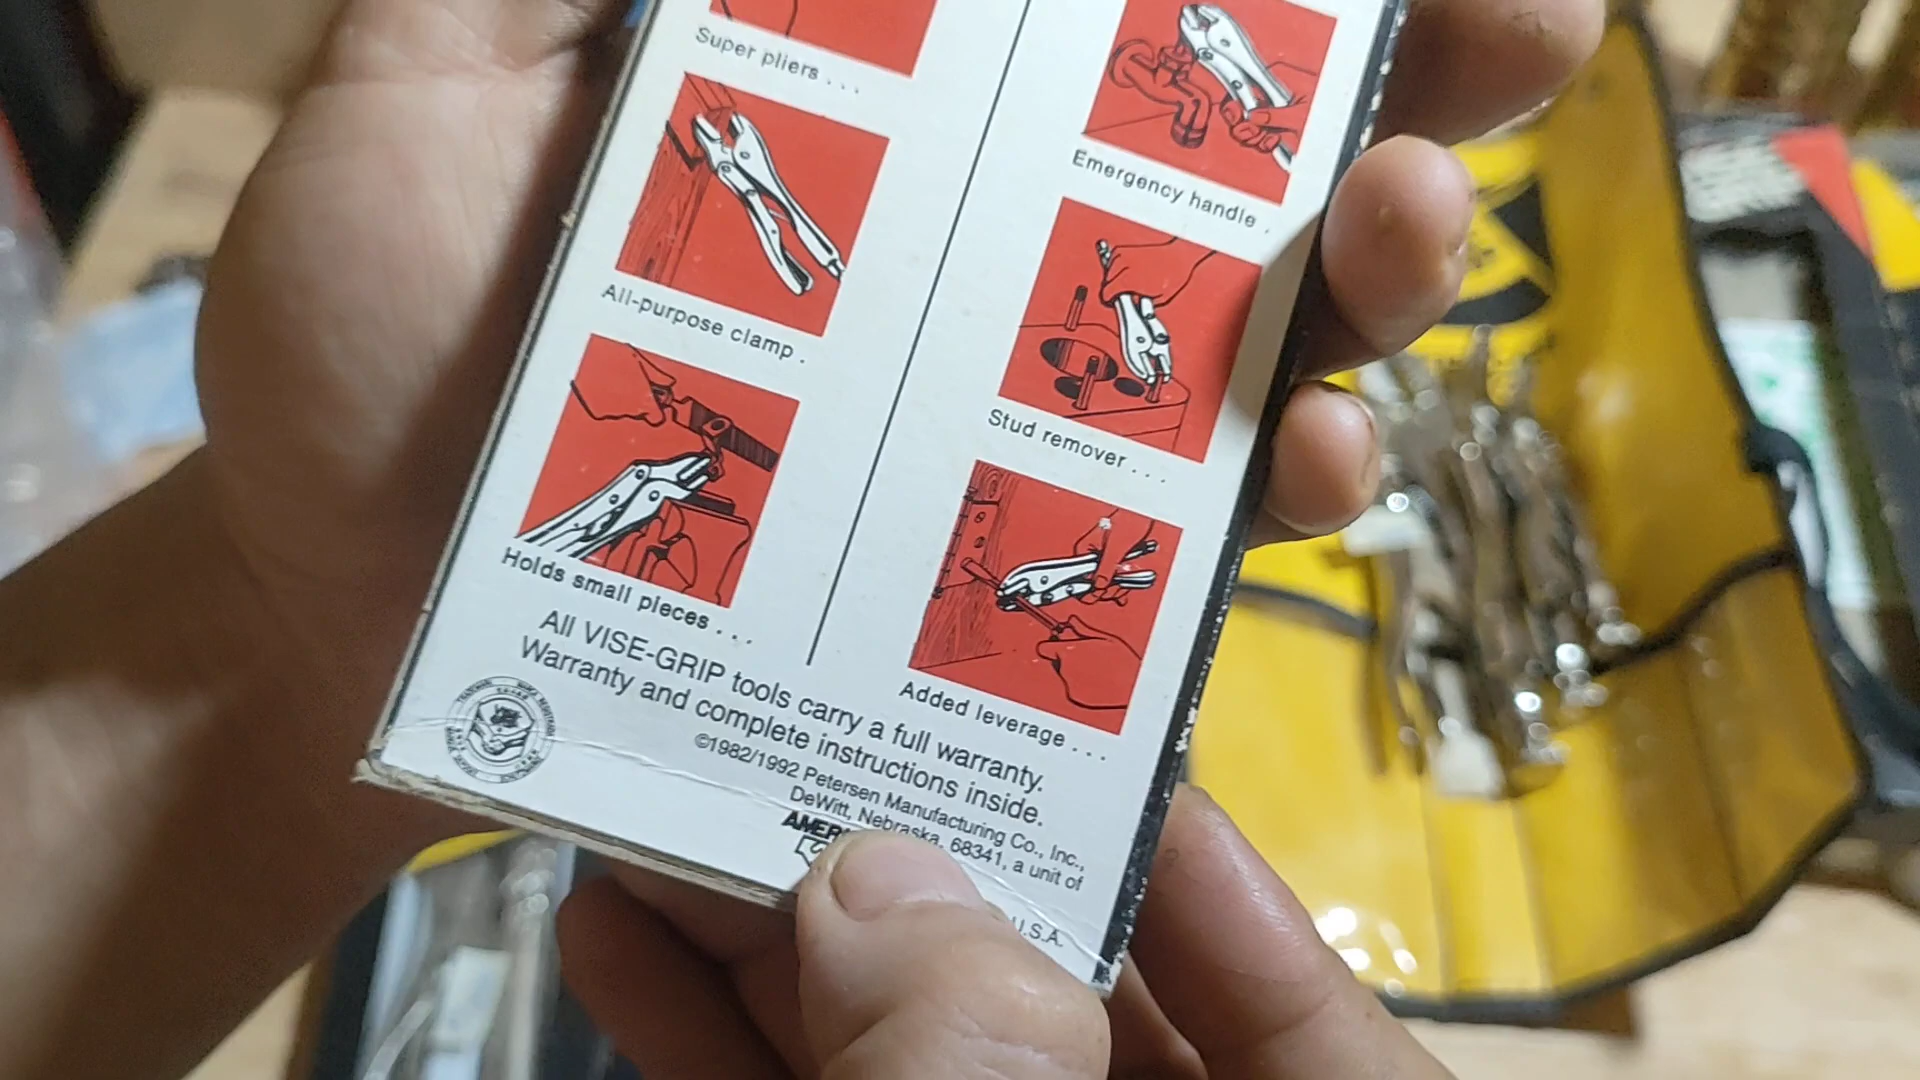 Super pliers . . .
All-purpose clamp .
Holds small pieces . . .
Emergency handle .
Stud remover . . . .
Added leverage . . .
All VISE-GRIP tools carry a full warranty.
Warranty and complete instructions inside.
©1982/1992 Petersen Manufacturing Co., Inc.,
DeWitt, Nebraska, 68341, a unit of
U.S.A.